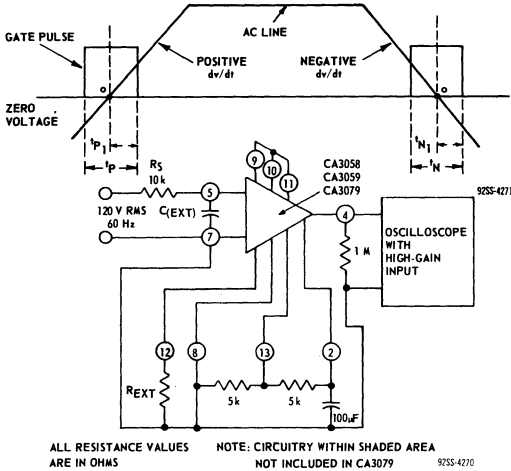 AC LINE
GATE PULSE
POSITIVE
dv/dt
NEGATIVE
dv/dt
ZERO
VOLTAGE
tP1
tP
tN1
tN
RS
10 k
5
C(EXT)
7
120 V RMS
60 Hz
9
10
11
CA3058
CA3059
CA3079
92SS-4271
4
1 M
OSCILLOSCOPE
WITH
HIGH-GAIN
INPUT
12
8
13
2
REXT
5 k
5 k
100µF
ALL RESISTANCE VALUES
ARE IN OHMS
NOTE: CIRCUITRY WITHIN SHADED AREA
NOT INCLUDED IN CA3079
92SS-4270